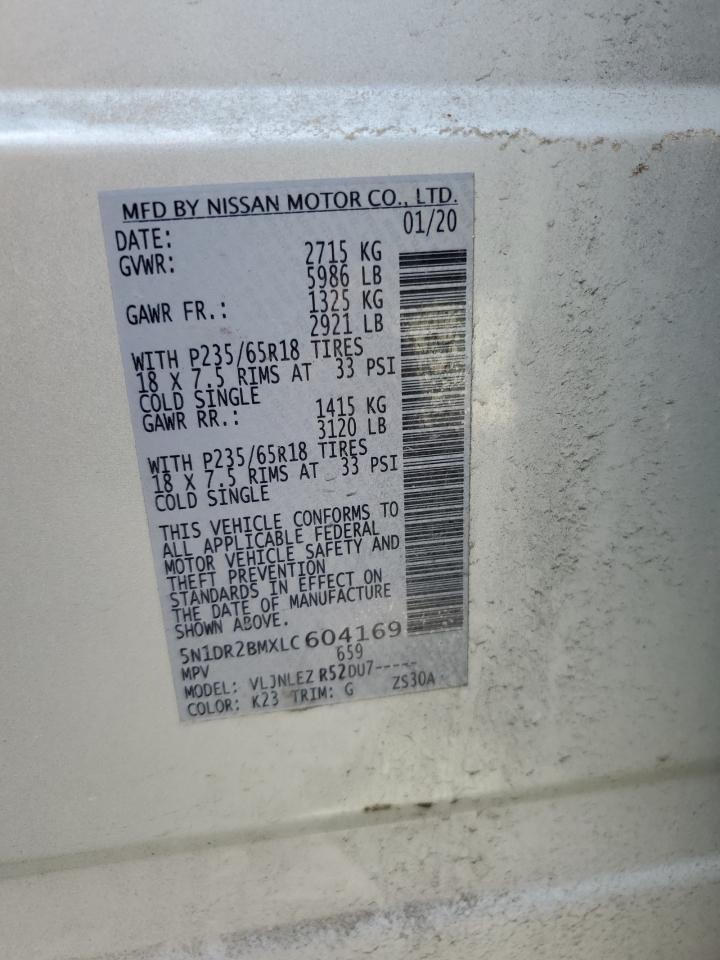 MFD BY NISSAN MOTOR CO., LTD.
DATE: 01/20
GVWR: 2715 KG
5986 LB
GAWR FR.: 1325 KG
2921 LB
WITH P235/65R18 TIRES
18 X 7.5 RIMS AT 33 PSI
COLD SINGLE
GAWR RR.: 1415 KG
3120 LB
WITH P235/65R18 TIRES
18 X 7.5 RIMS AT 33 PSI
COLD SINGLE
THIS VEHICLE CONFORMS TO
ALL APPLICABLE FEDERAL
MOTOR VEHICLE SAFETY AND
THEFT PREVENTION
STANDARDS IN EFFECT ON
THE DATE OF MANUFACTURE
SHOWN ABOVE.
5N1DR2BMXLC 604169
MPV 659
MODEL: VLJNLEZ R52DU7-----
COLOR: K23 TRIM: G ZS30A